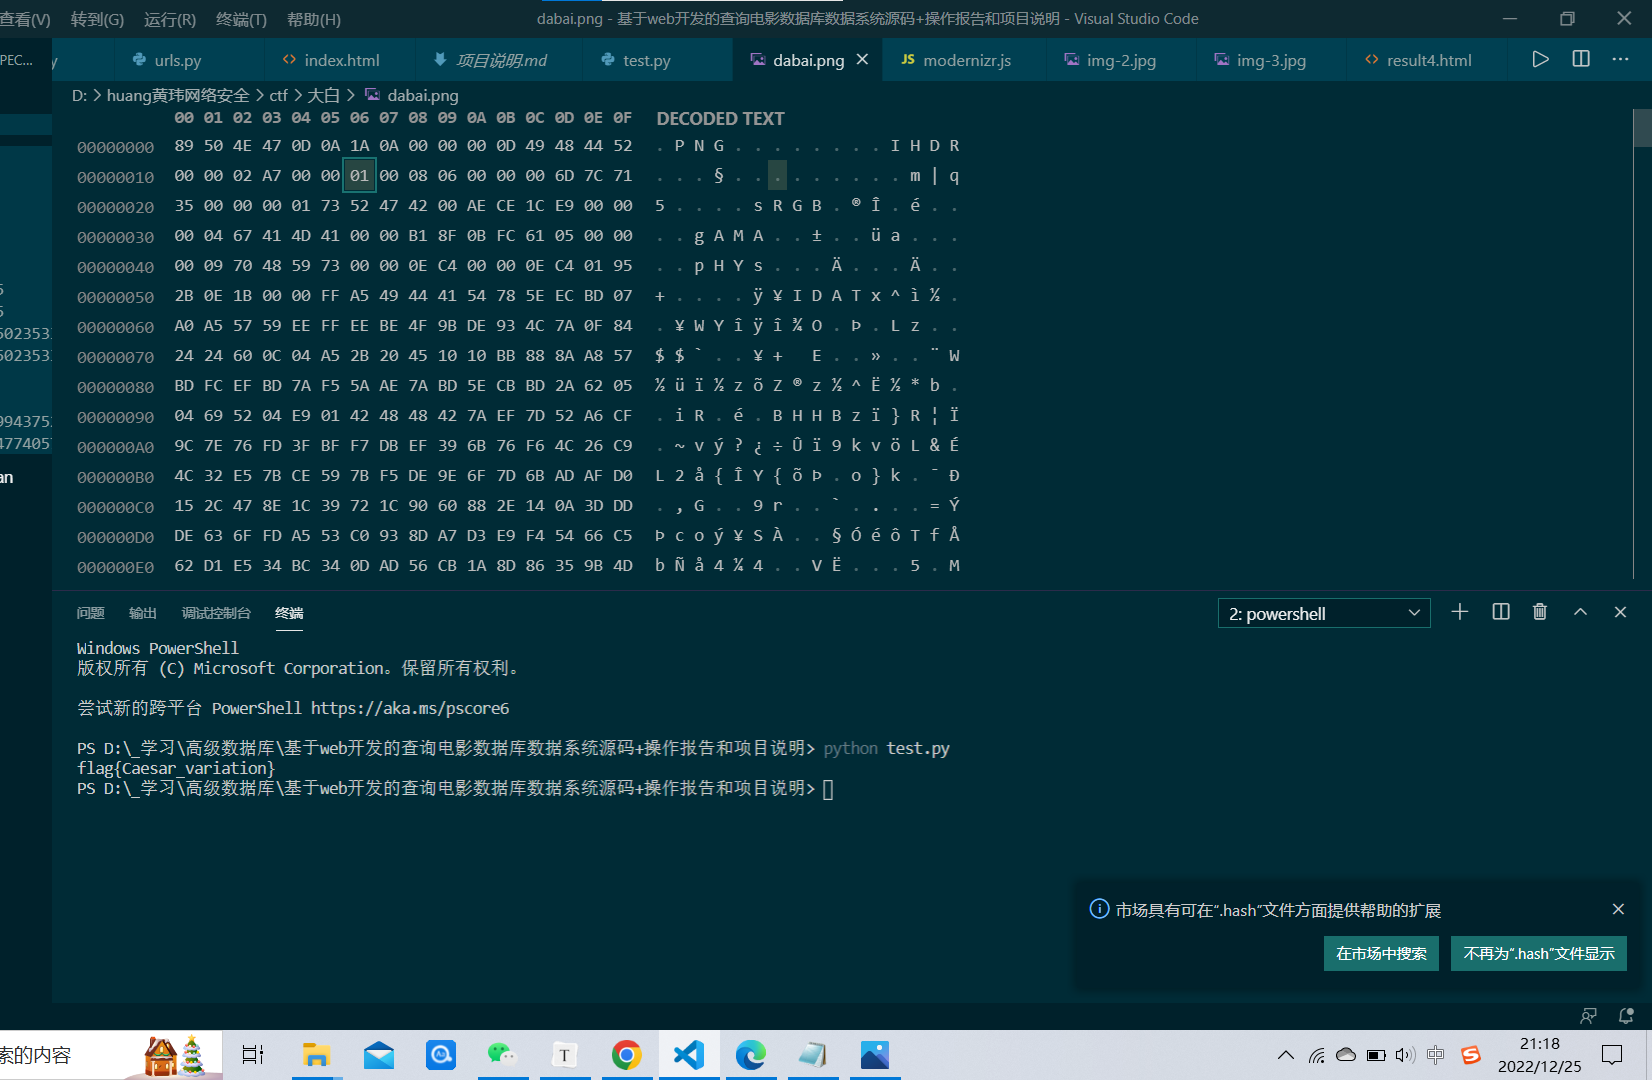 查看(V) 转到(G) 运行(R) 终端(T) 帮助(H) dabai.png - 基于web开发的查询电影数据库数据系统源码+操作报告和项目说明 - Visual Studio Code
PEC... y urls.py index.html 项目说明.md test.py dabai.png JS modernizr.js img-2.jpg img-3.jpg result4.html
D: > huang黄玮网络安全 > ctf > 大白 > dabai.png
00 01 02 03 04 05 06 07 08 09 0A 0B 0C 0D 0E 0F DECODED TEXT
00000000 89 50 4E 47 0D 0A 1A 0A 00 00 00 0D 49 48 44 52 . P N G . . . . . . . . I H D R
00000010 00 00 02 A7 00 00 01 00 08 06 00 00 00 6D 7C 71 . . . § . . . . . . . . . m | q
00000020 35 00 00 00 01 73 52 47 42 00 AE CE 1C E9 00 00 5 . . . . s R G B . ® Î . é . .
00000030 00 04 67 41 4D 41 00 00 B1 8F 0B FC 61 05 00 00 . . g A M A . . ± . . ü a . . .
00000040 00 09 70 48 59 73 00 00 0E C4 00 00 0E C4 01 95 . . p H Y s . . . Ä . . . Ä . .
00000050 2B 0E 1B 00 00 FF A5 49 44 41 54 78 5E EC BD 07 + . . . . ÿ ¥ I D A T x ^ ì ½ .
00000060 A0 A5 57 59 EE FF EE BE 4F 9B DE 93 4C 7A 0F 84 . ¥ W Y î ÿ î ¾ O . Þ . L z . .
00000070 24 24 60 0C 04 A5 2B 20 45 10 10 BB 88 8A A8 57 $ $ ` . . ¥ + E . . » . . ¨ W
00000080 BD FC EF BD 7A F5 5A AE 7A BD 5E CB BD 2A 62 05 ½ ü ï ½ z õ Z ® z ½ ^ Ë ½ * b .
00000090 04 69 52 04 E9 01 42 48 48 42 7A EF 7D 52 A6 CF . i R . é . B H H B z ï } R ¦ Ï
000000A0 9C 7E 76 FD 3F BF F7 DB EF 39 6B 76 F6 4C 26 C9 . ~ v ý ? ¿ ÷ Û ï 9 k v ö L & É
000000B0 4C 32 E5 7B CE 59 7B F5 DE 9E 6F 7D 6B AD AF D0 L 2 å { Î Y { õ Þ . o } k . ¯ Ð
000000C0 15 2C 47 8E 1C 39 72 1C 90 60 88 2E 14 0A 3D DD . , G . . 9 r . . ` . . . . = Ý
000000D0 DE 63 6F FD A5 53 C0 93 8D A7 D3 E9 F4 54 66 C5 Þ c o ý ¥ S À . . § Ó é ô T f Å
000000E0 62 D1 E5 34 BC 34 0D AD 56 CB 1A 8D 86 35 9B 4D b Ñ å 4 ¼ 4 . . V Ë . . . 5 . M
5
5
502353
502353
994375
477405
an
问题 输出 调试控制台 终端 2: powershell
Windows PowerShell
版权所有 (C) Microsoft Corporation。保留所有权利。
尝试新的跨平台 PowerShell https://aka.ms/pscore6
PS D:\_学习\高级数据库\基于web开发的查询电影数据库数据系统源码+操作报告和项目说明> python test.py
flag{Caesar_variation}
PS D:\_学习\高级数据库\基于web开发的查询电影数据库数据系统源码+操作报告和项目说明>
市场具有可在“.hash”文件方面提供帮助的扩展
在市场中搜索 不再为“.hash”文件显示
索的内容 T 中 S 21:18
2022/12/25